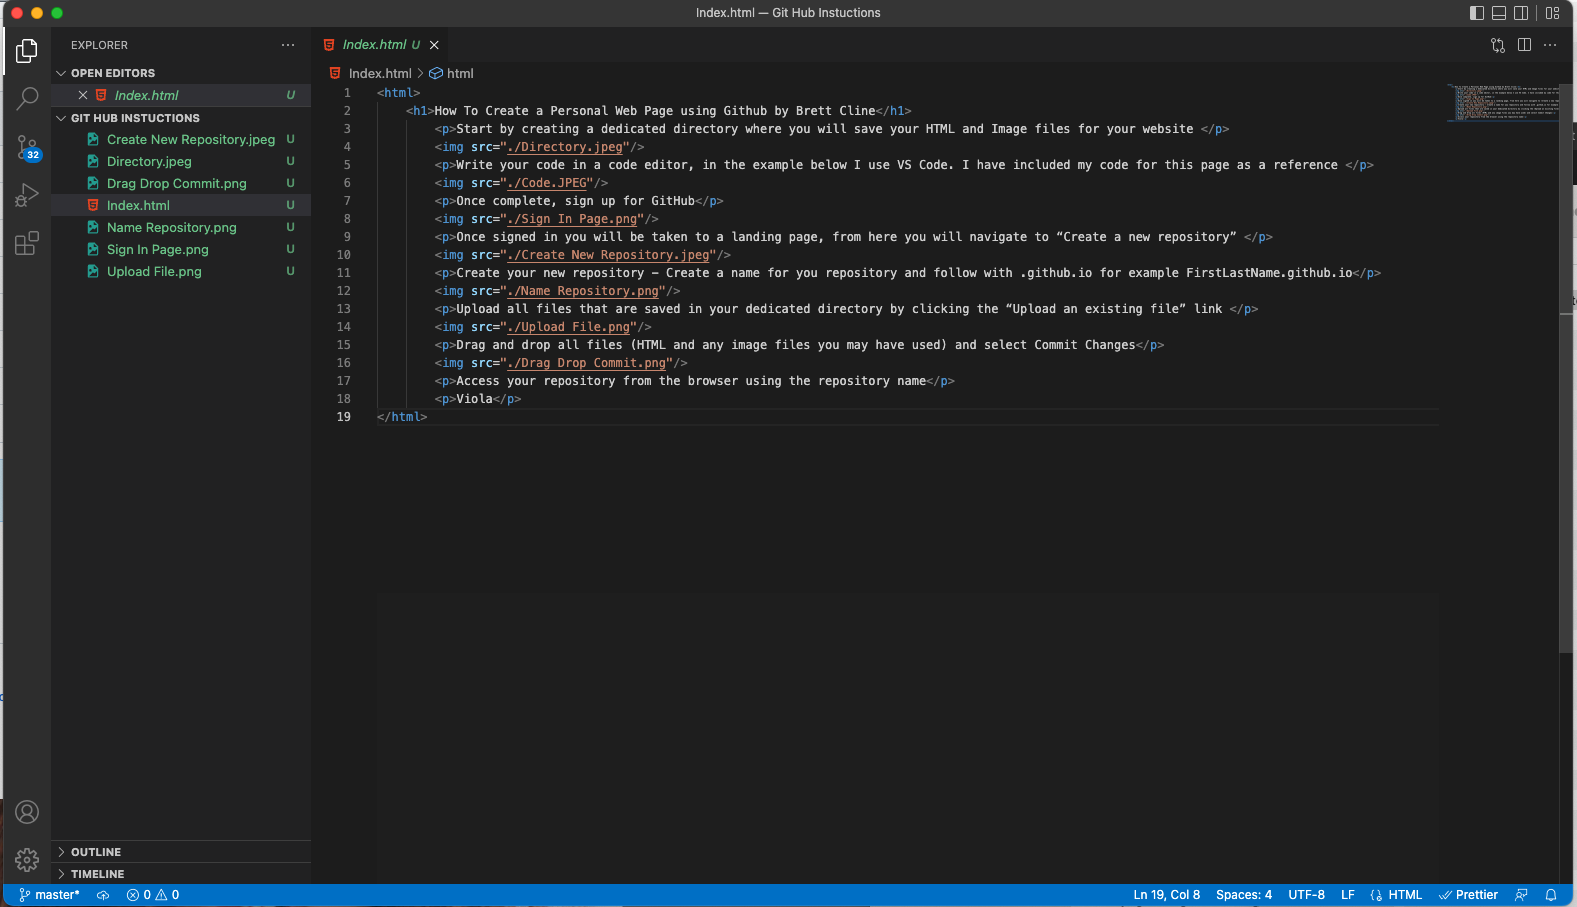 Index.html — Git Hub Instuctions
EXPLORER
OPEN EDITORS
Index.html U
GIT HUB INSTUCTIONS
Create New Repository.jpeg U
Directory.jpeg U
Drag Drop Commit.png U
Index.html U
Name Repository.png U
Sign In Page.png U
Upload File.png U
32
OUTLINE
TIMELINE
Index.html U
Index.html > html
1 <html>
2 <h1>How To Create a Personal Web Page using Github by Brett Cline</h1>
3 <p>Start by creating a dedicated directory where you will save your HTML and Image files for your website </p>
4 <img src="./Directory.jpeg"/>
5 <p>Write your code in a code editor, in the example below I use VS Code. I have included my code for this page as a reference </p>
6 <img src="./Code.JPEG"/>
7 <p>Once complete, sign up for GitHub</p>
8 <img src="./Sign In Page.png"/>
9 <p>Once signed in you will be taken to a landing page, from here you will navigate to “Create a new repository” </p>
10 <img src="./Create New Repository.jpeg"/>
11 <p>Create your new repository – Create a name for you repository and follow with .github.io for example FirstLastName.github.io</p>
12 <img src="./Name Repository.png"/>
13 <p>Upload all files that are saved in your dedicated directory by clicking the “Upload an existing file” link </p>
14 <img src="./Upload File.png"/>
15 <p>Drag and drop all files (HTML and any image files you may have used) and select Commit Changes</p>
16 <img src="./Drag Drop Commit.png"/>
17 <p>Access your repository from the browser using the repository name</p>
18 <p>Viola</p>
19 </html>
master* 0 0 Ln 19, Col 8 Spaces: 4 UTF-8 LF HTML Prettier